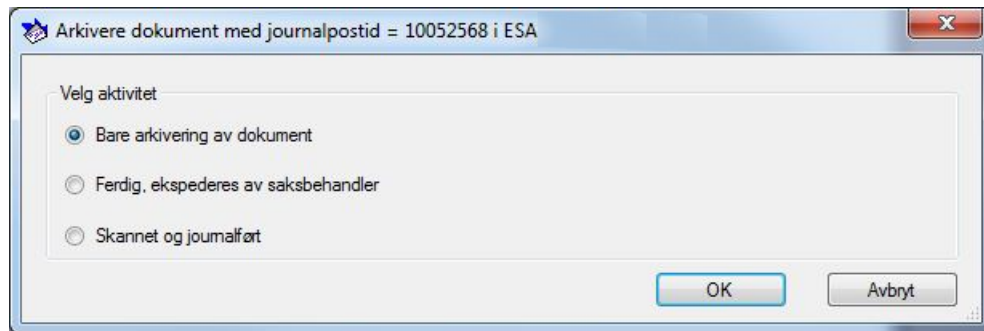 Arkivere dokument med journalpostid = 10052568 i ESA
Velg aktivitet
Bare arkivering av dokument
Ferdig, ekspederes av saksbehandler
Skannet og journalført
OK Avbryt